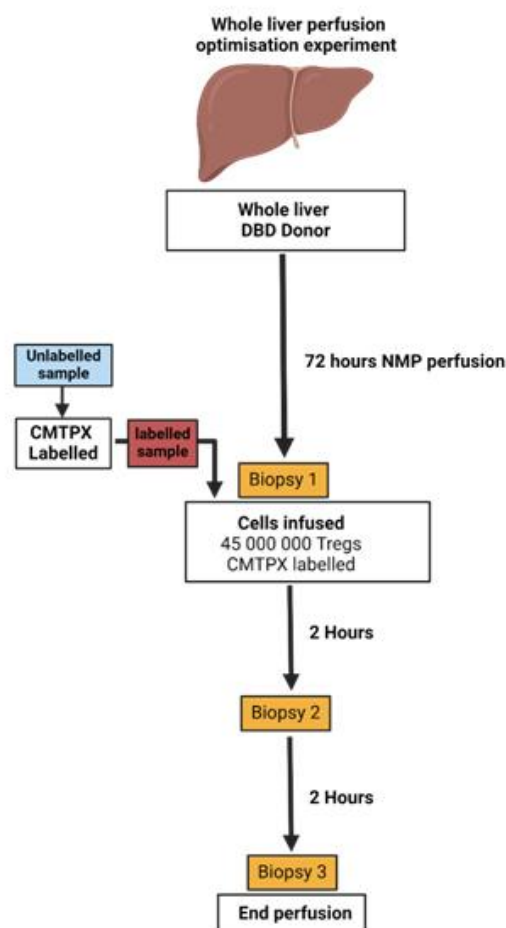 Whole liver perfusion
optimisation experiment
Whole liver
DBD Donor
72 hours NMP perfusion
Unlabelled
sample
CMTPX
Labelled
labelled
sample
Biopsy 1
Cells infused
45 000 000 Tregs
CMTPX labelled
2 Hours
Biopsy 2
2 Hours
Biopsy 3
End perfusion